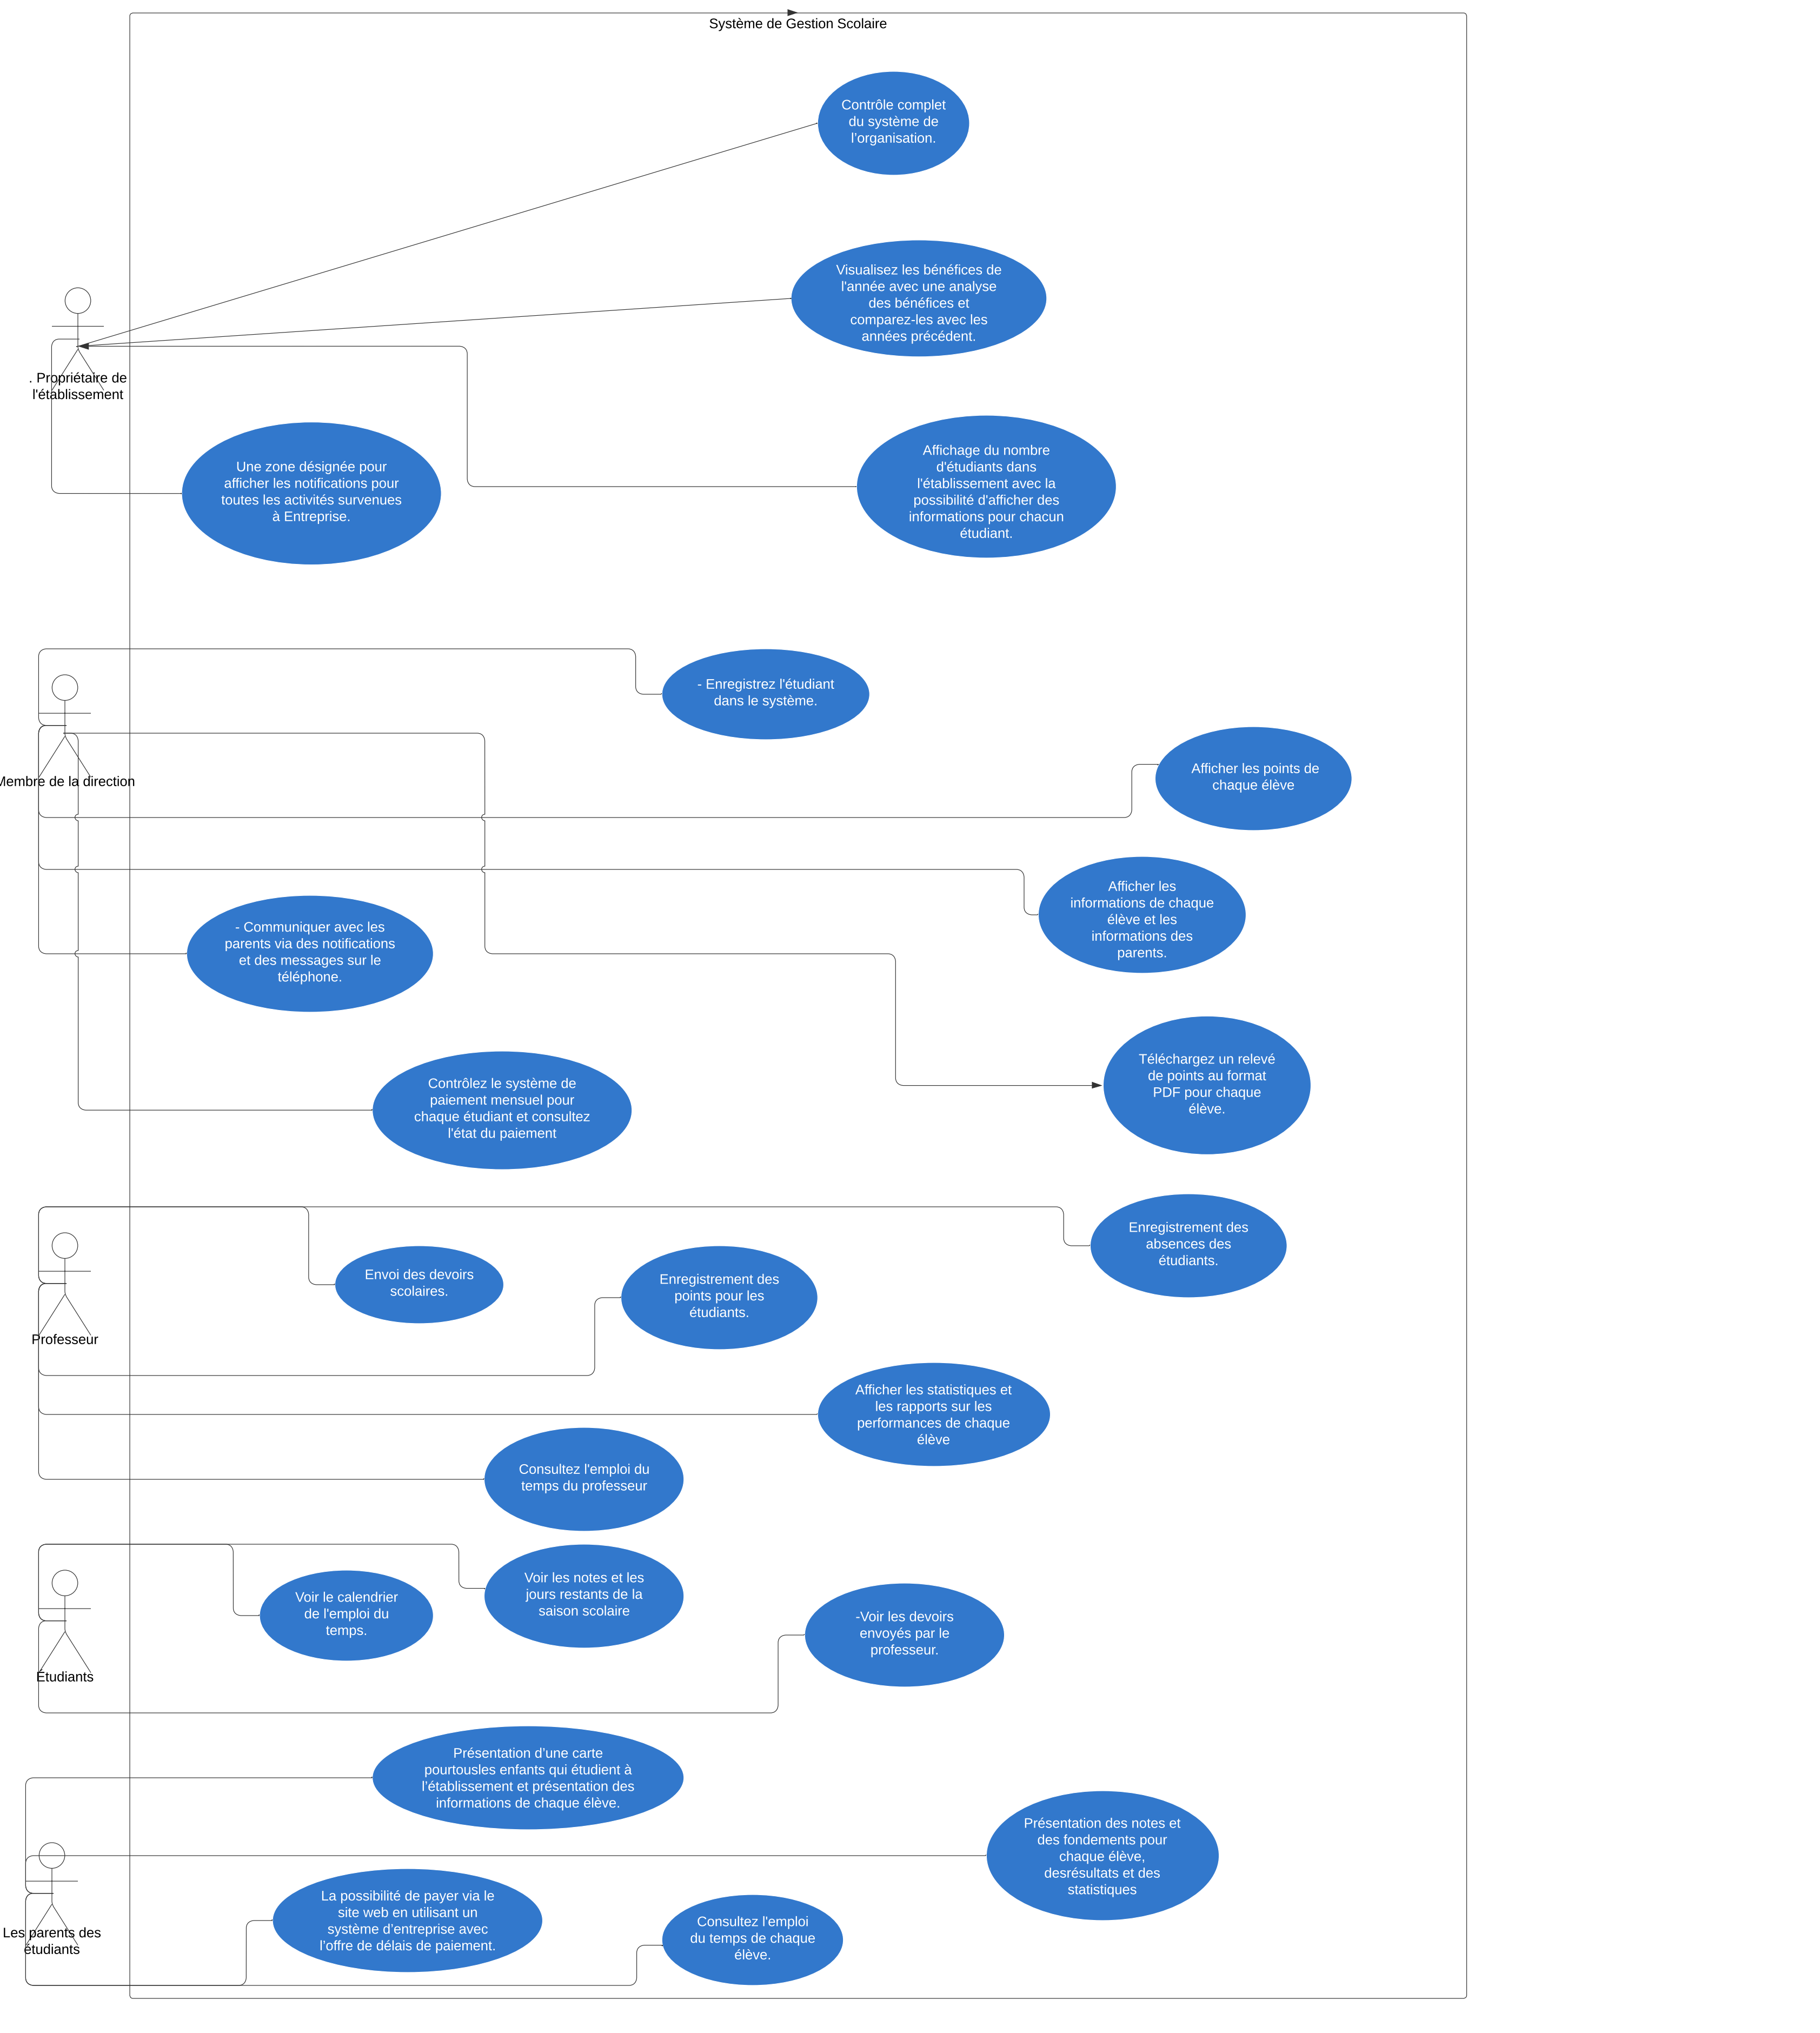 Système de Gestion Scolaire
Contrôle complet
du système de
l'organisation.
Visualisez les bénéfices de
l'année avec une analyse
des bénéfices et
comparez-les avec les
années précédent.
. Propriétaire de
l'établissement
Une zone désignée pour
afficher les notifications pour
toutes les activités survenues
à Entreprise.
Affichage du nombre
d'étudiants dans
l'établissement avec la
possibilité d'afficher des
informations pour chacun
étudiant.
- Enregistrez l'étudiant
dans le système.
Membre de la direction
Afficher les points de
chaque élève
Afficher les
informations de chaque
élève et les
informations des
parents.
- Communiquer avec les
parents via des notifications
et des messages sur le
téléphone.
Téléchargez un relevé
de points au format
PDF pour chaque
élève.
Contrôlez le système de
paiement mensuel pour
chaque étudiant et consultez
l'état du paiement
Enregistrement des
absences des
étudiants.
Envoi des devoirs
scolaires.
Enregistrement des
points pour les
étudiants.
Professeur
Afficher les statistiques et
les rapports sur les
performances de chaque
élève
Consultez l'emploi du
temps du professeur
Voir le calendrier
de l'emploi du
temps.
Voir les notes et les
jours restants de la
saison scolaire
-Voir les devoirs
envoyés par le
professeur.
Etudiants
Présentation d'une carte
pourtousles enfants qui étudient à
l'établissement et présentation des
informations de chaque élève.
Présentation des notes et
des fondements pour
chaque élève,
desrésultats et des
statistiques
La possibilité de payer via le
site web en utilisant un
système d'entreprise avec
l'offre de délais de paiement.
Consultez l'emploi
du temps de chaque
élève.
Les parents des
étudiants